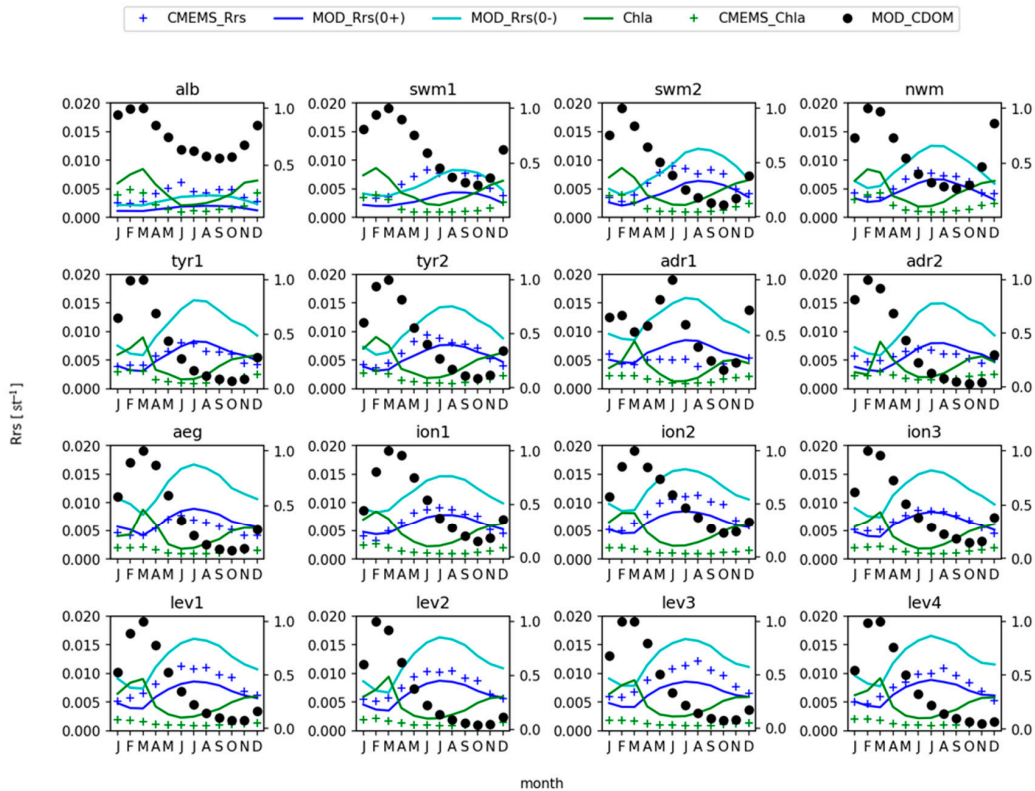 CMEMS_Rrs MOD_Rrs(0+) MOD_Rrs(0-) Chla CMEMS_Chla MOD_CDOM
alb swm1 swm2 nwm
0.020 1.0 0.020 1.0 0.020 1.0 0.020 1.0
0.015 0.015 0.015 0.015
0.010 0.5 0.010 0.5 0.010 0.5 0.010 0.5
0.005 0.005 0.005 0.005
0.000 0.000 0.000 0.0 0.000 0.0
J F M A M J J A S O N D J F M A M J J A S O N D J F M A M J J A S O N D J F M A M J J A S O N D
tyr1 tyr2 adr1 adr2
0.020 1.0 0.020 1.0 0.020 1.0 0.020 1.0
0.015 0.015 0.015 0.015
0.010 0.5 0.010 0.5 0.010 0.5 0.010 0.5
0.005 0.005 0.005 0.005
0.000 0.0 0.000 0.0 0.000 0.0 0.000 0.0
J F M A M J J A S O N D J F M A M J J A S O N D J F M A M J J A S O N D J F M A M J J A S O N D
Rrs [ st⁻¹]
aeg ion1 ion2 ion3
0.020 1.0 0.020 1.0 0.020 1.0 0.020 1.0
0.015 0.015 0.015 0.015
0.010 0.5 0.010 0.5 0.010 0.5 0.010 0.5
0.005 0.005 0.005 0.005
0.000 0.0 0.000 0.0 0.000 0.0 0.000 0.0
J F M A M J J A S O N D J F M A M J J A S O N D J F M A M J J A S O N D J F M A M J J A S O N D
lev1 lev2 lev3 lev4
0.020 1.0 0.020 1.0 0.020 1.0 0.020 1.0
0.015 0.015 0.015 0.015
0.010 0.5 0.010 0.5 0.010 0.5 0.010 0.5
0.005 0.005 0.005 0.005
0.000 0.0 0.000 0.0 0.000 0.0 0.000 0.0
J F M A M J J A S O N D J F M A M J J A S O N D J F M A M J J A S O N D J F M A M J J A S O N D
month